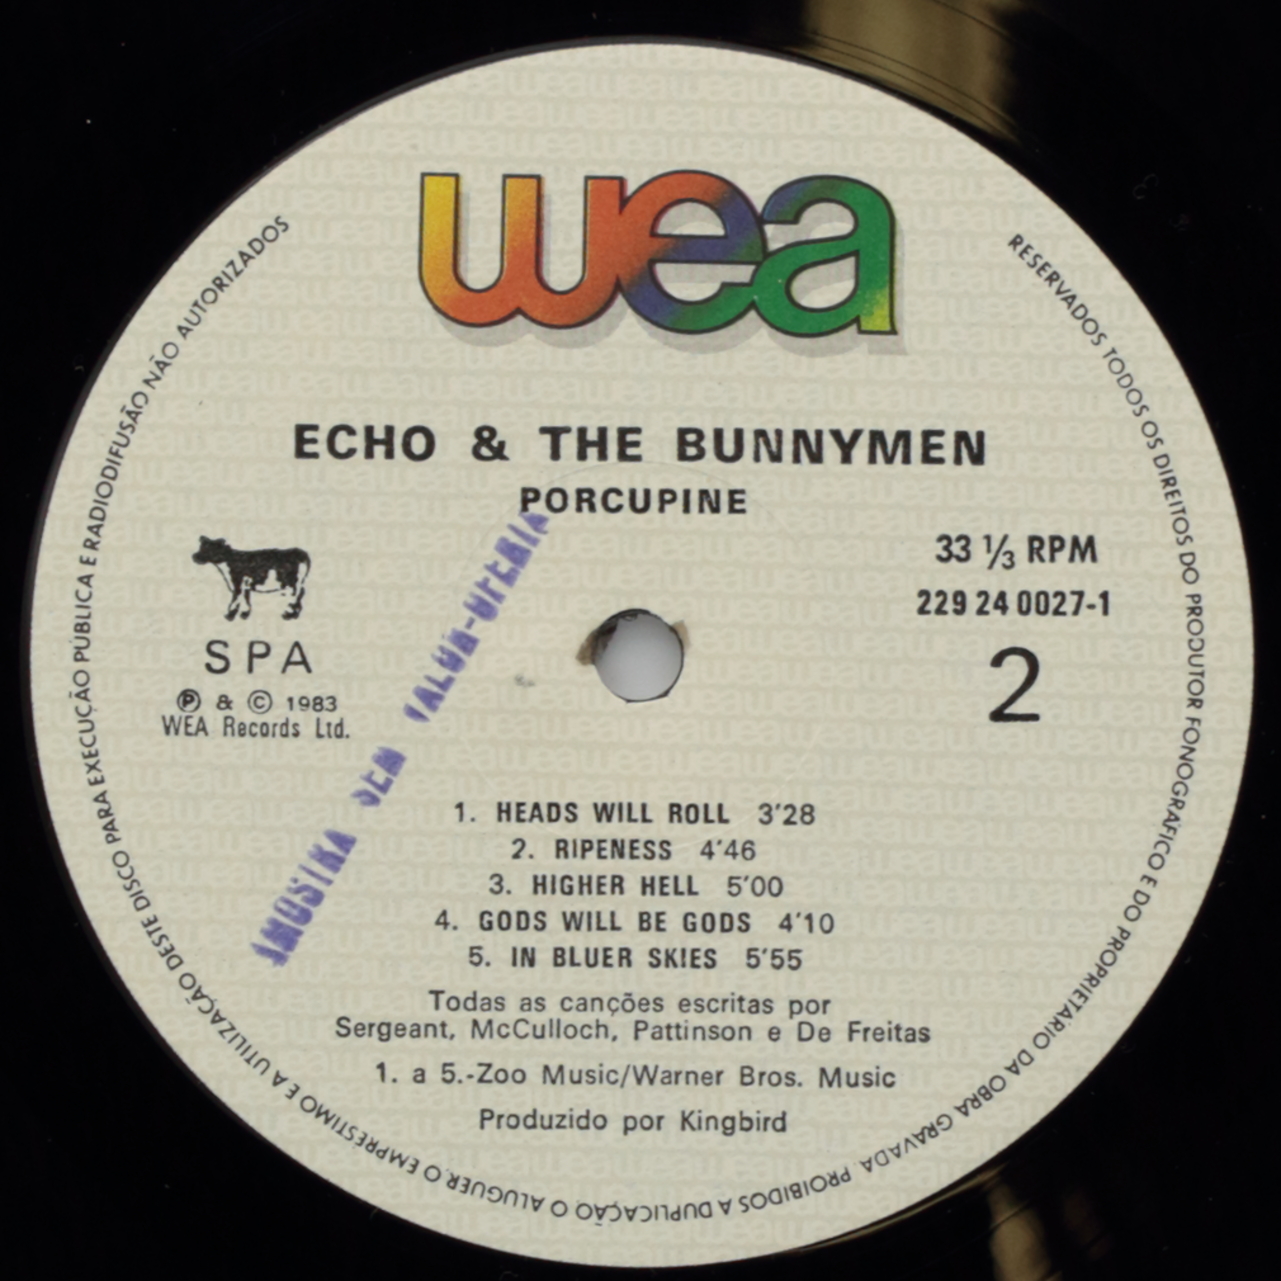 wea
ECHO & THE BUNNYMEN
PORCUPINE
33 ⅓ RPM
229 24 0027-1
2
SPA
Ⓟ & © 1983
WEA Records Ltd.
AMOSTRA SEM VALOR-OFERTA
1. HEADS WILL ROLL 3'28
2. RIPENESS 4'46
3. HIGHER HELL 5'00
4. GODS WILL BE GODS 4'10
5. IN BLUER SKIES 5'55
Todas as canções escritas por
Sergeant, McCulloch, Pattinson e De Freitas
1. a 5.-Zoo Music/Warner Bros. Music
Produzido por Kingbird
RESERVADOS TODOS OS DIREITOS DO PRODUTOR FONOGRÁFICO E DO PROPRIETÁRIO DA OBRA GRAVADA PROIBIDOS A DUPLICAÇÃO O ALUGUER, O EMPRÉSTIMO E A UTILIZAÇÃO DESTE DISCO PARA EXECUÇÃO PÚBLICA E RADIODIFUSÃO NÃO AUTORIZADOS